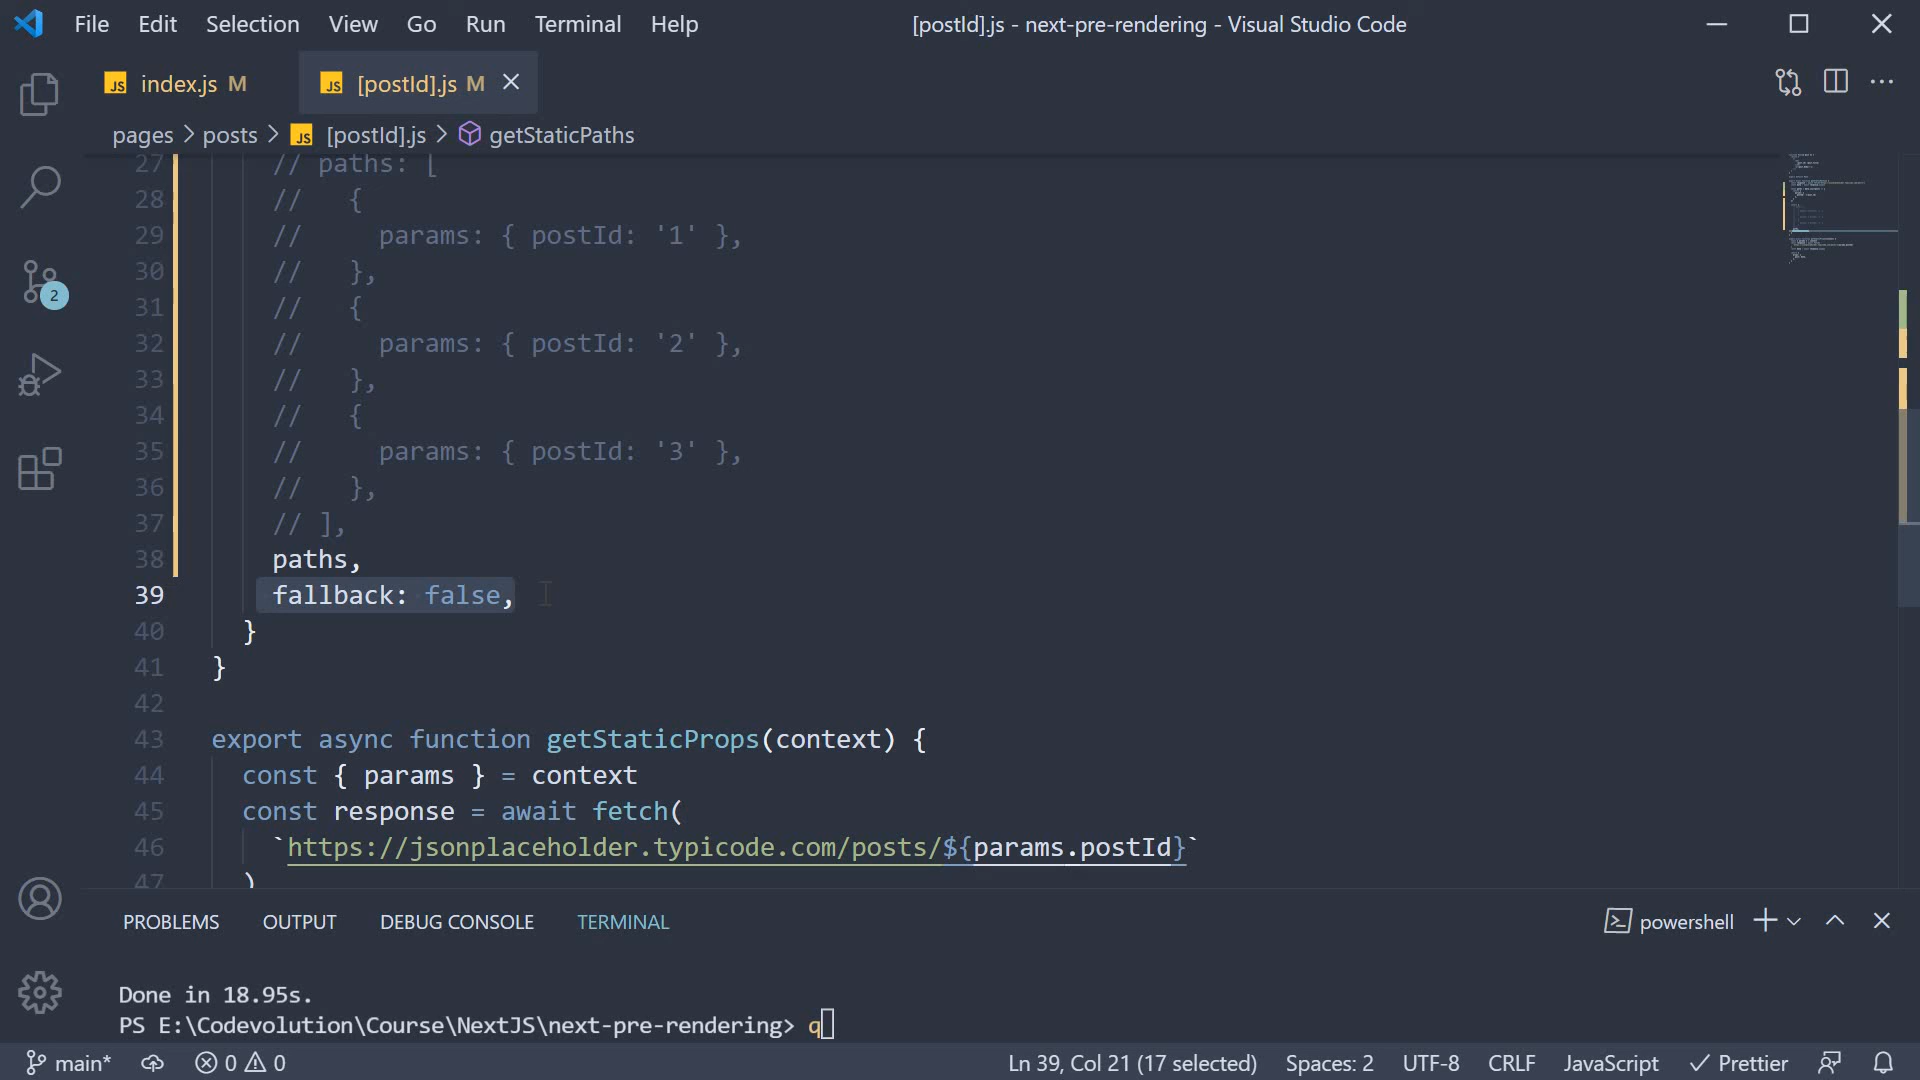 File Edit Selection View Go Run Terminal Help
[postId].js - next-pre-rendering - Visual Studio Code
JS index.js M
JS [postId].js M
pages > posts > JS [postId].js > getStaticPaths
27 // paths: [
28 //   {
29 //     params: { postId: '1' },
30 //   },
31 //   {
32 //     params: { postId: '2' },
33 //   },
34 //   {
35 //     params: { postId: '3' },
36 //   },
37 // ],
38 paths,
39 fallback: false,
40 }
41 }
42
43 export async function getStaticProps(context) {
44 const { params } = context
45 const response = await fetch(
46 `https://jsonplaceholder.typicode.com/posts/${params.postId}`
47 )
2
PROBLEMS OUTPUT DEBUG CONSOLE TERMINAL
powershell
Done in 18.95s.
PS E:\Codevolution\Course\NextJS\next-pre-rendering> q
main* 0 0
Ln 39, Col 21 (17 selected) Spaces: 2 UTF-8 CRLF JavaScript Prettier